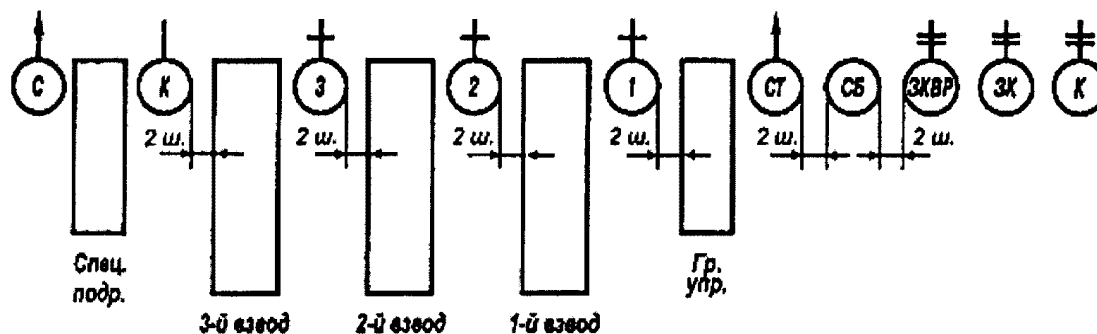 С К 3 2 1 СТ СБ ЗКВР ЗК К
2 ш. 2 ш. 2 ш. 2 ш. 2 ш.
Спец.
подр.
Гр.
упр.
3-й взвод 2-й взвод 1-й взвод